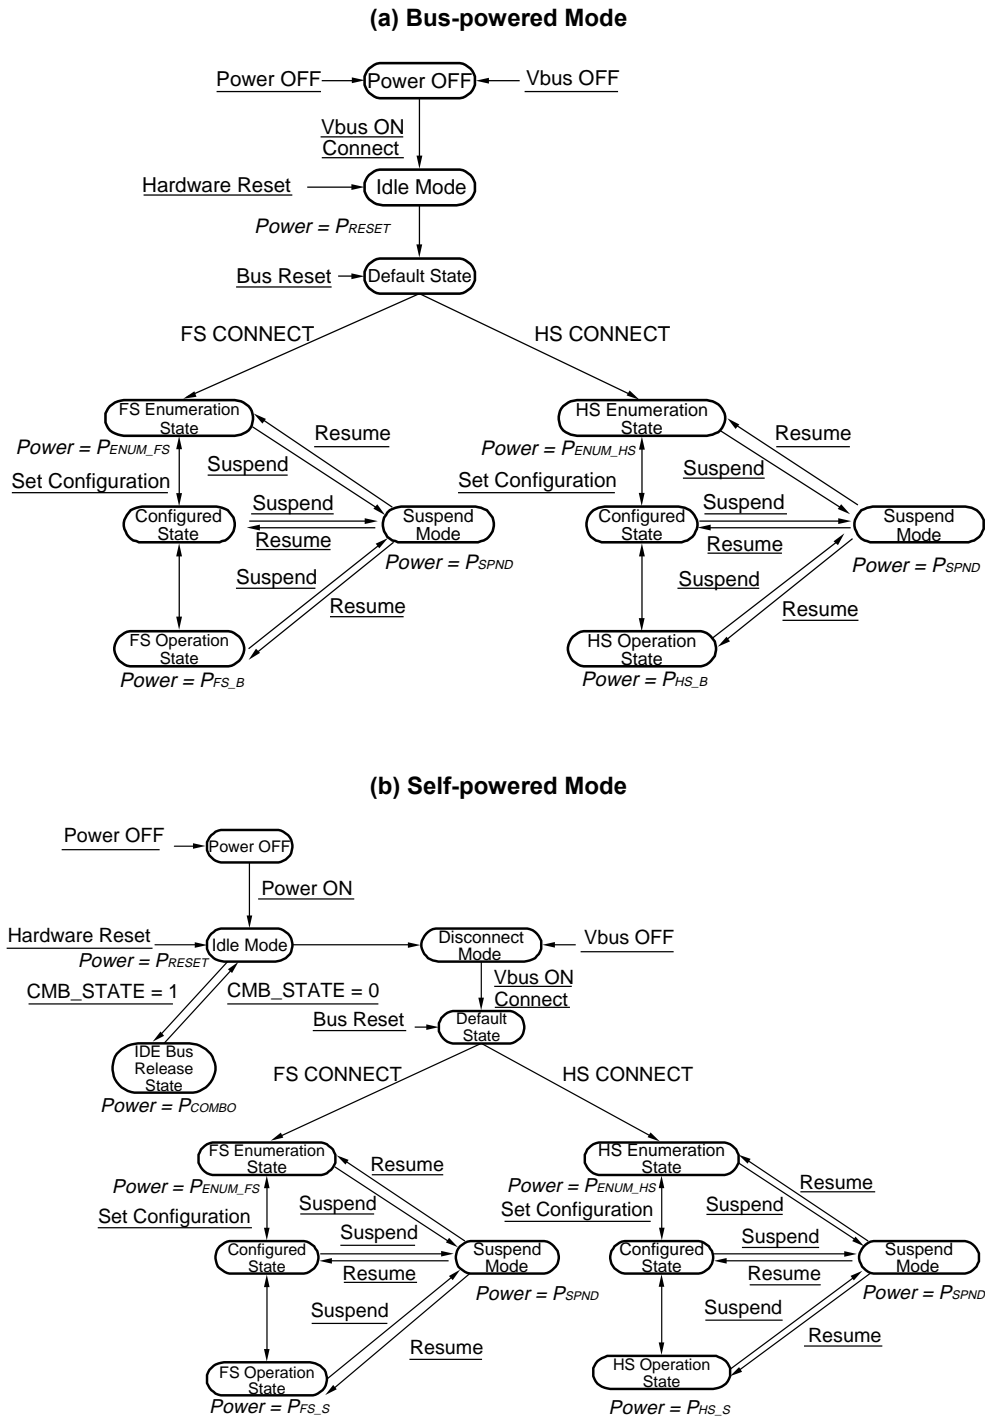 (a) Bus-powered Mode
Power OFF
Power OFF
Vbus OFF
Vbus ON
Connect
Hardware Reset
Idle Mode
Power = PRESET
Bus Reset
Default State
FS CONNECT
HS CONNECT
FS Enumeration
State
Resume
Power = PENUM_FS
Suspend
Set Configuration
Configured
State
Suspend
Resume
Suspend
Mode
Power = PSPND
Suspend
Resume
FS Operation
State
Power = PFS_B
HS Enumeration
State
Resume
Power = PENUM_HS
Suspend
Set Configuration
Configured
State
Suspend
Resume
Suspend
Mode
Power = PSPND
Suspend
Resume
HS Operation
State
Power = PHS_B
(b) Self-powered Mode
Power OFF
Power OFF
Power ON
Hardware Reset
Idle Mode
Power = PRESET
Disconnect
Mode
Vbus OFF
CMB_STATE = 1
CMB_STATE = 0
Vbus ON
Connect
Bus Reset
Default
State
IDE Bus
Release
State
Power = PCOMBO
FS CONNECT
HS CONNECT
FS Enumeration
State
Resume
Power = PENUM_FS
Suspend
Set Configuration
Configured
State
Suspend
Resume
Suspend
Mode
Power = PSPND
Suspend
Resume
FS Operation
State
Power = PFS_S
HS Enumeration
State
Resume
Power = PENUM_HS
Suspend
Set Configuration
Configured
State
Suspend
Resume
Suspend
Mode
Power = PSPND
Suspend
Resume
HS Operation
State
Power = PHS_S